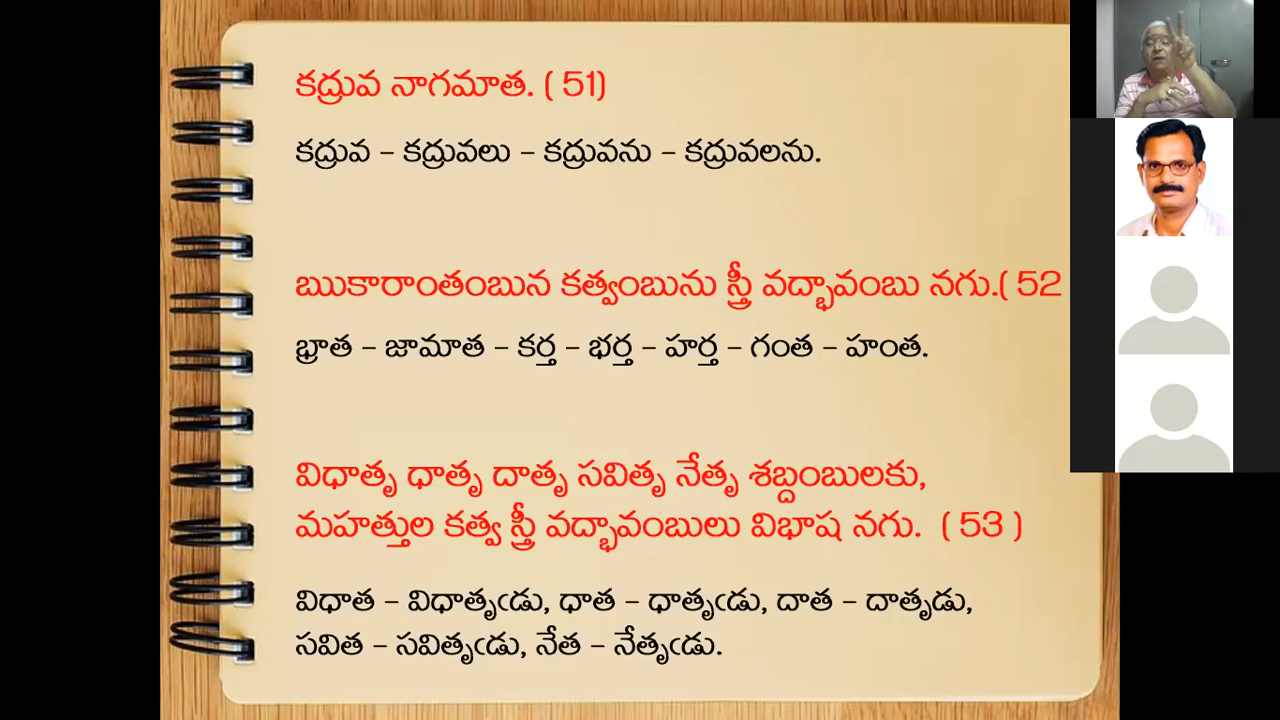 కద్రువ నాగమాత. ( 51)
కద్రువ – కద్రువలు – కద్రువను – కద్రువలను.
ఋకారాంతంబున కత్వంబును స్త్రీ వద్భావంబు నగు.( 52
భ్రాత – జామాత – కర్త – భర్త – హర్త – గంత – హంత.
విధాతృ ధాతృ దాతృ సవితృ నేతృ శబ్దంబులకు,
మహత్తుల కత్వ స్త్రీ వద్భావంబులు విభాష నగు. ( 53 )
విధాత – విధాతృఁడు, ధాత – ధాతృఁడు, దాత – దాతృడు,
సవిత – సవితృఁడు, నేత – నేతృఁడు.